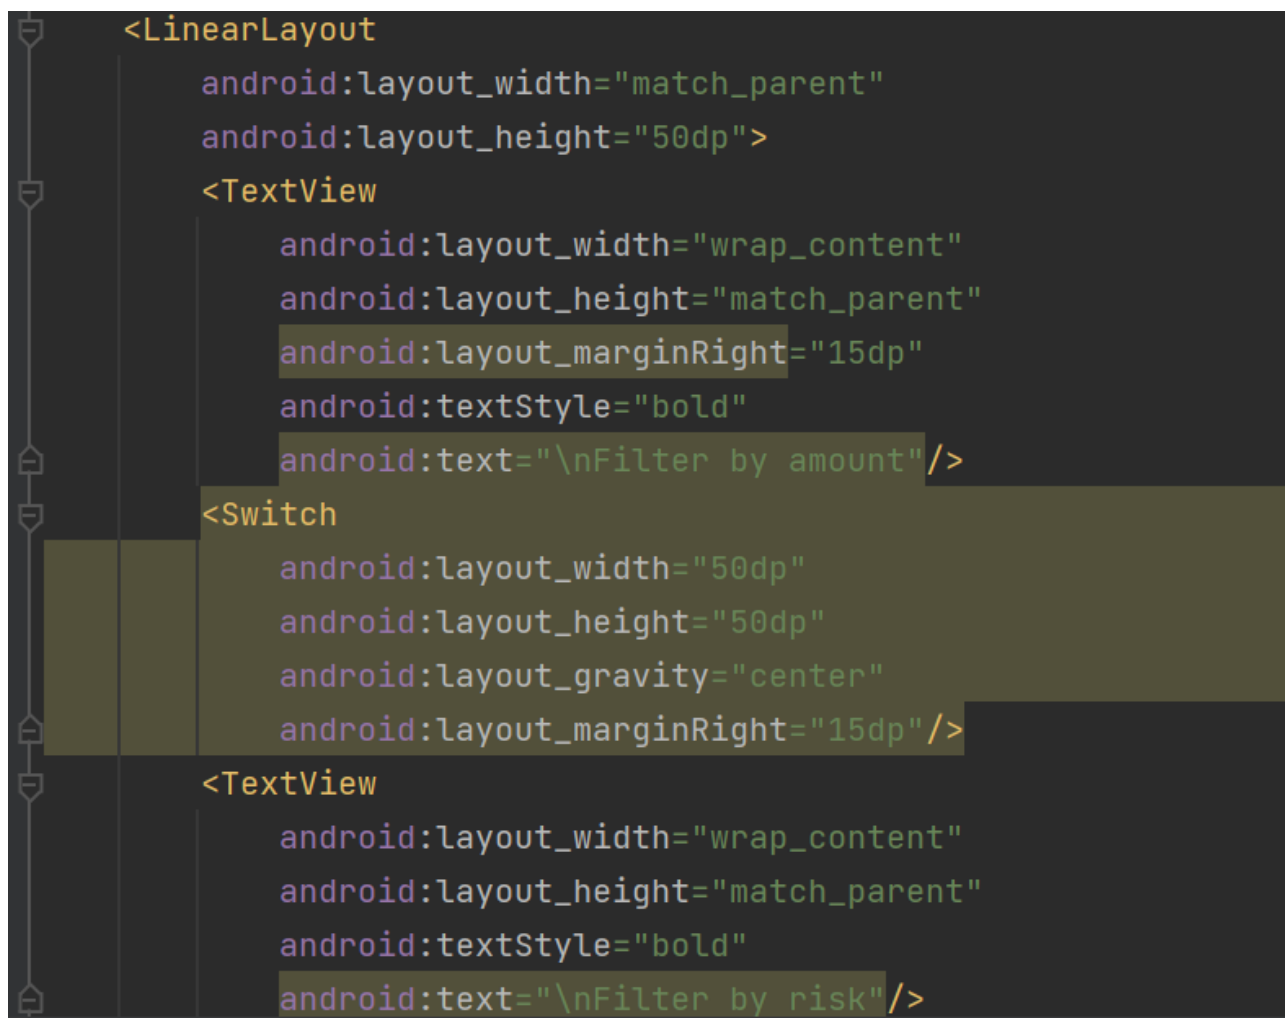 <LinearLayout
android:layout_width="match_parent"
android:layout_height="50dp">
<TextView
android:layout_width="wrap_content"
android:layout_height="match_parent"
android:layout_marginRight="15dp"
android:textStyle="bold"
android:text="\nFilter by amount"/>
<Switch
android:layout_width="50dp"
android:layout_height="50dp"
android:layout_gravity="center"
android:layout_marginRight="15dp"/>
<TextView
android:layout_width="wrap_content"
android:layout_height="match_parent"
android:textStyle="bold"
android:text="\nFilter by risk"/>